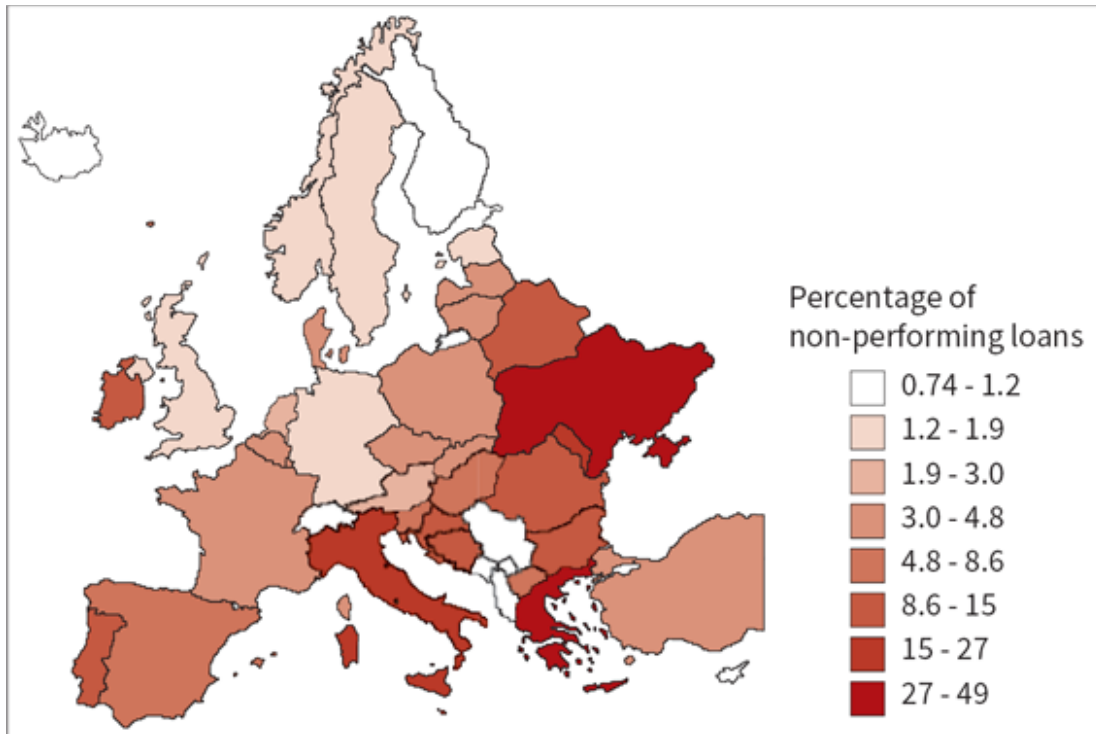 Percentage of
non-performing loans
0.74 - 1.2
1.2 - 1.9
1.9 - 3.0
3.0 - 4.8
4.8 - 8.6
8.6 - 15
15 - 27
27 - 49